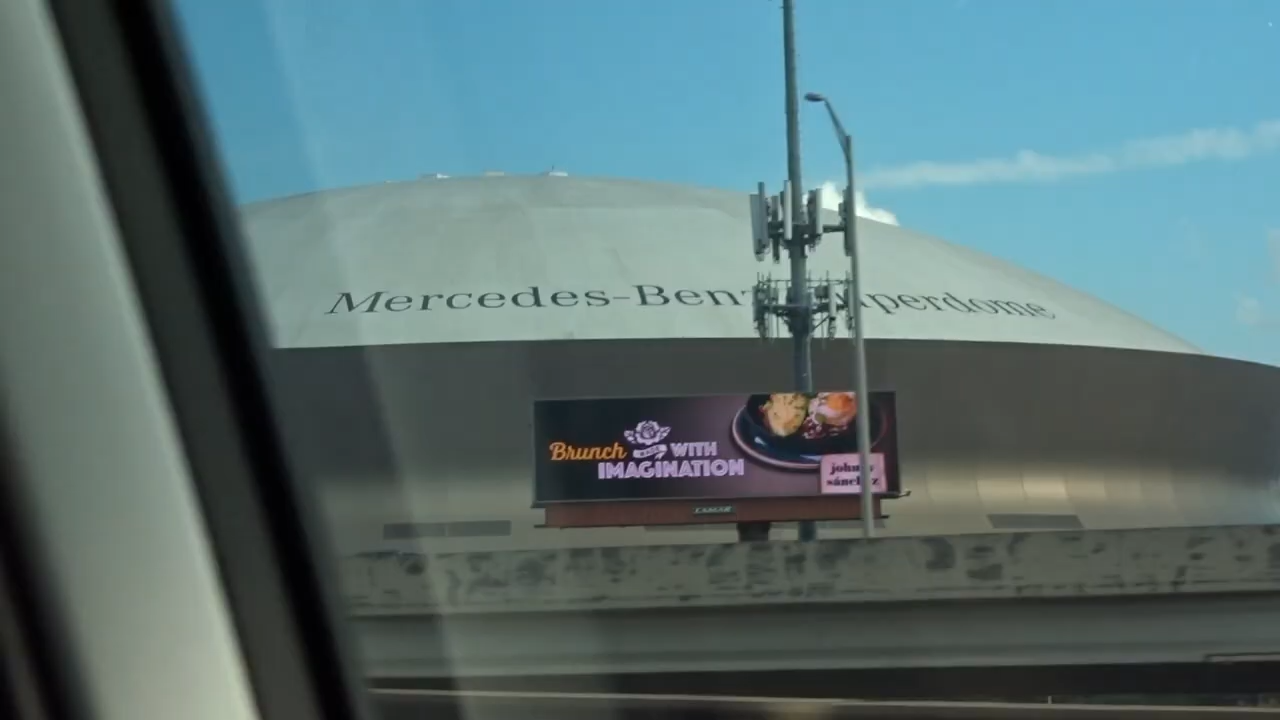 Mercedes-Benz Superdome
Brunch WITH
IMAGINATION
johnny
sánchez
LAMAR